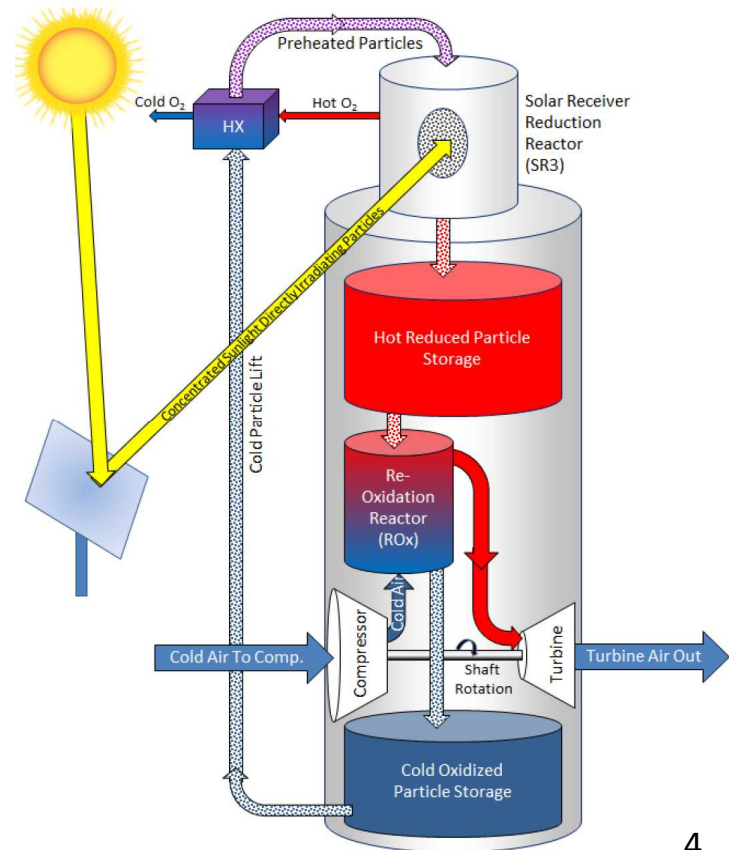 Preheated Particles
Cold O₂
Hot O₂
HX
Solar Receiver
Reduction
Reactor
(SR3)
Concentrated Sunlight Directly Irradiating Particles
Cold Particle Lift
Hot Reduced Particle
Storage
Re-
Oxidation
Reactor
(ROx)
Cold Air
Cold Air To Comp.
Compressor
Shaft
Rotation
Turbine
Turbine Air Out
Cold Oxidized
Particle Storage
4